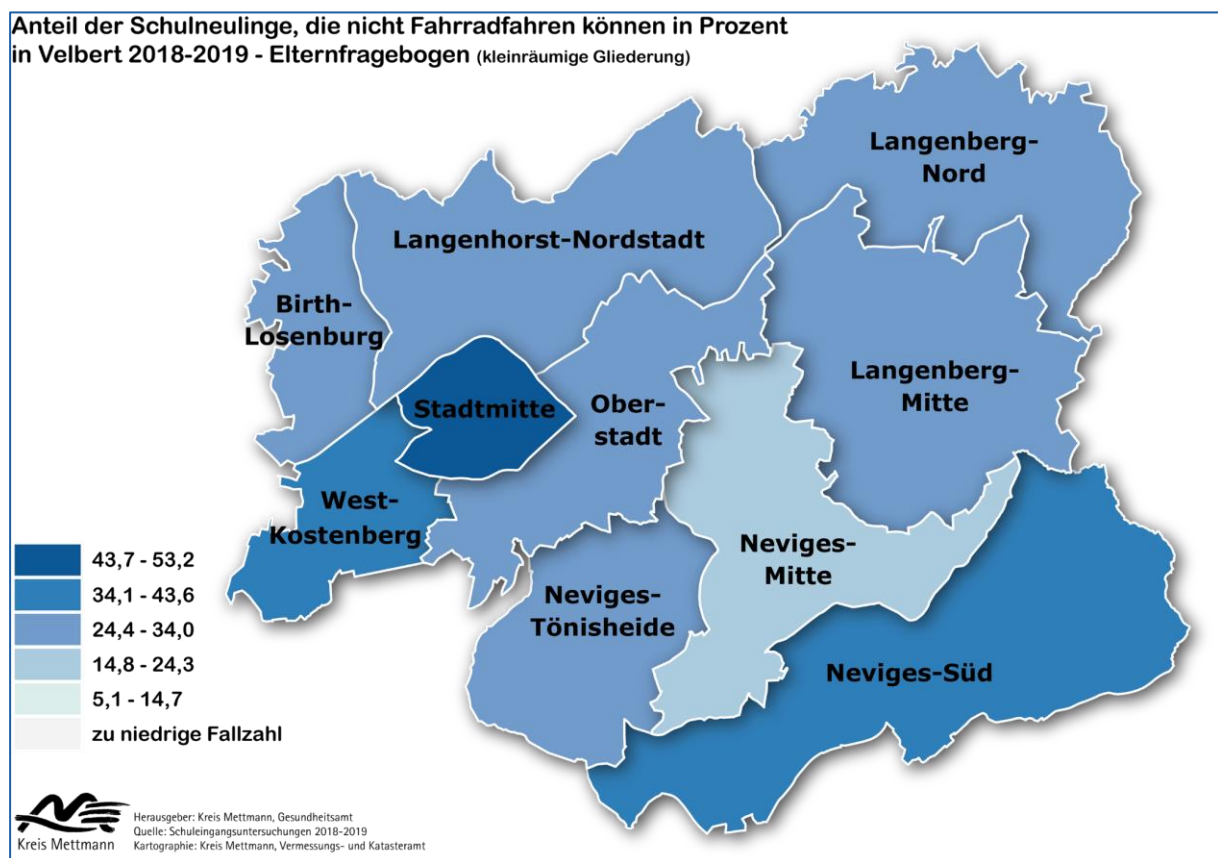 Anteil der Schulneulinge, die nicht Fahrradfahren können in Prozent
in Velbert 2018-2019 - Elternfragebogen (kleinräumige Gliederung)
Langenberg-
Nord
Langenhorst-Nordstadt
Birth-
Losenburg
Langenberg-
Mitte
Stadtmitte
Ober-
stadt
West-
Kostenberg
Neviges-
Mitte
Neviges-
Tönisheide
Neviges-Süd
43,7 - 53,2
34,1 - 43,6
24,4 - 34,0
14,8 - 24,3
5,1 - 14,7
zu niedrige Fallzahl
Kreis Mettmann
Herausgeber: Kreis Mettmann, Gesundheitsamt
Quelle: Schuleingangsuntersuchungen 2018-2019
Kartographie: Kreis Mettmann, Vermessungs- und Katasteramt